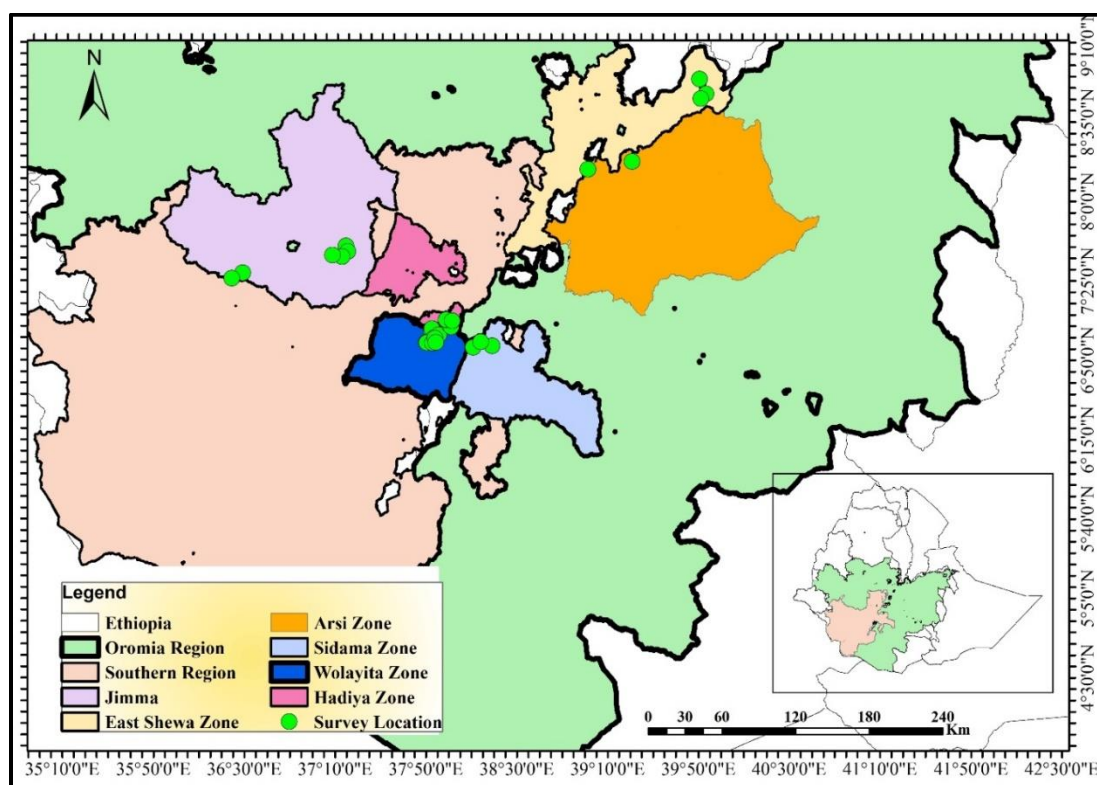 N
9°10'0"N
8°35'0"N
8°0'0"N
7°25'0"N
6°50'0"N
6°15'0"N
5°40'0"N
5°5'0"N
4°30'0"N
Legend
Ethiopia
Oromia Region
Southern Region
Jimma
East Shewa Zone
Arsi Zone
Sidama Zone
Wolayita Zone
Hadiya Zone
Survey Location
0 30 60 120 180 240
Km
35°10'0"E 35°50'0"E 36°30'0"E 37°10'0"E 37°50'0"E 38°30'0"E 39°10'0"E 39°50'0"E 40°30'0"E 41°10'0"E 41°50'0"E 42°30'0"E